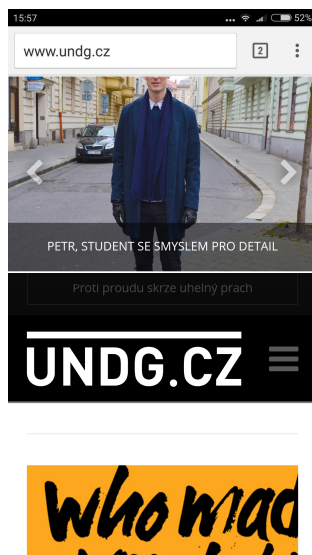 15:57
52%
www.undg.cz
2
PETR, STUDENT SE SMYSLEM PRO DETAIL
Proti proudu skrze uhelný prach
UNDG.CZ
who mad